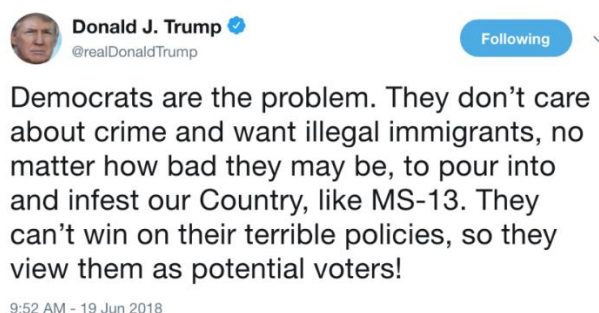 Donald J. Trump
Following
@realDonaldTrump
Democrats are the problem. They don’t care
about crime and want illegal immigrants, no
matter how bad they may be, to pour into
and infest our Country, like MS-13. They
can’t win on their terrible policies, so they
view them as potential voters!
9:52 AM - 19 Jun 2018